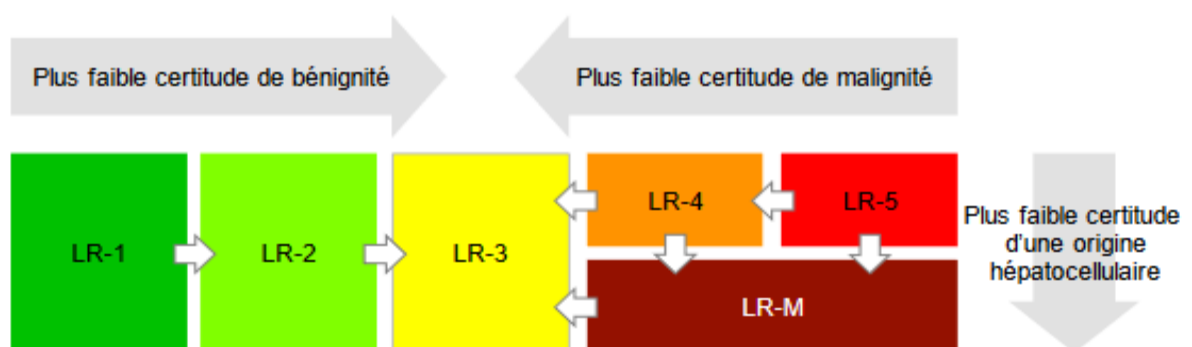 Plus faible certitude de bénignité
Plus faible certitude de malignité
LR-1
LR-2
LR-3
LR-4
LR-5
LR-M
Plus faible certitude
d'une origine
hépatocellulaire